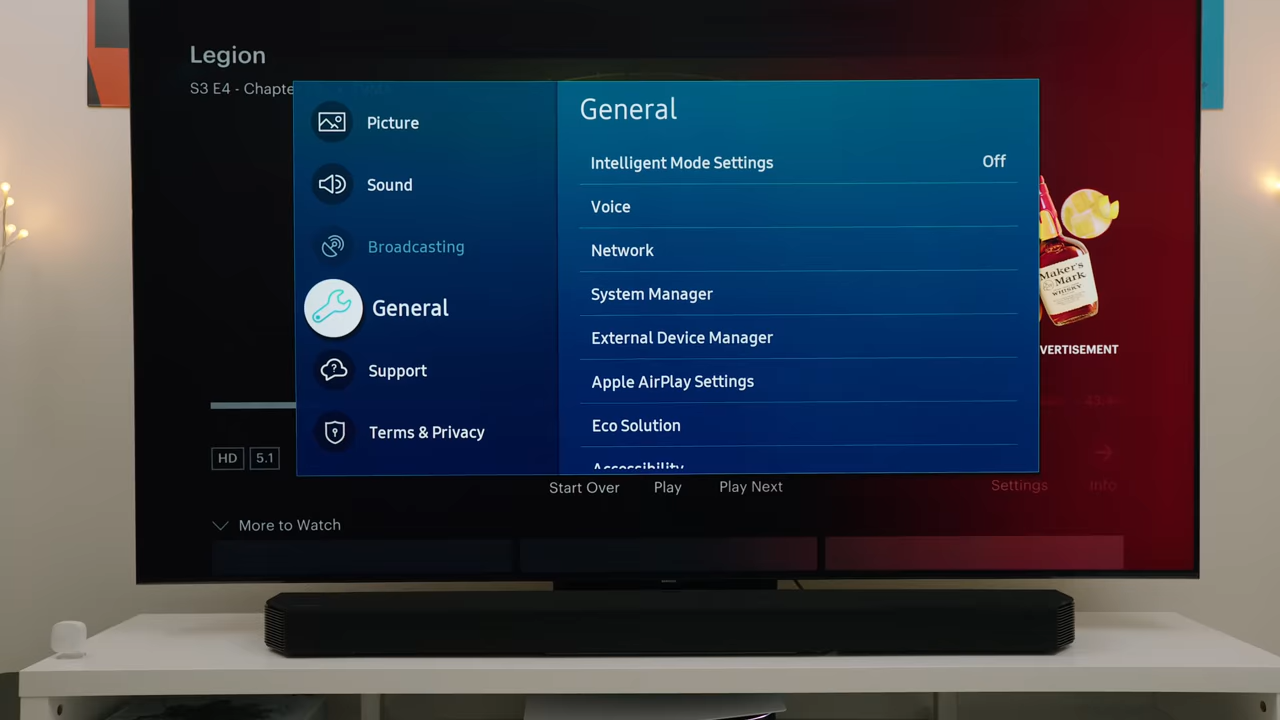 Legion
S3 E4 - Chapte
Picture
Sound
Broadcasting
General
Support
Terms & Privacy
General
Intelligent Mode Settings Off
Voice
Network
System Manager
External Device Manager
Apple AirPlay Settings
Eco Solution
Accessibility
Maker's
Mark
WHISKY
VERTISEMENT
HD 5.1
Start Over Play Play Next
Settings Info
More to Watch